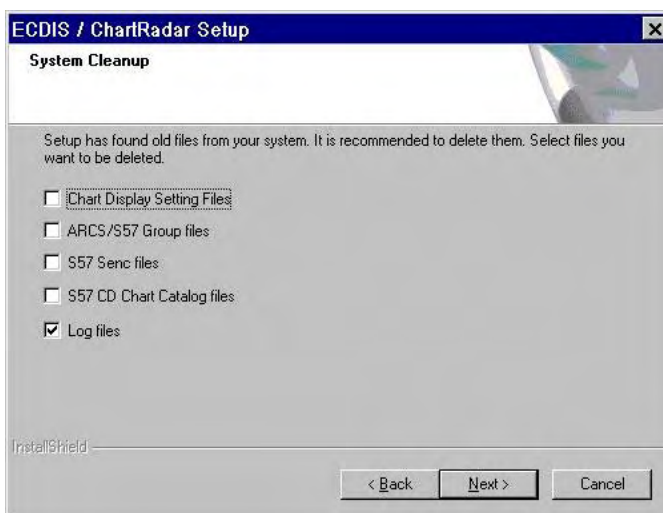 ECDIS / ChartRadar Setup
System Cleanup
Setup has found old files from your system. It is recommended to delete them. Select files you
want to be deleted.
Chart Display Setting Files
ARCS/S57 Group files
S57 Senc files
S57 CD Chart Catalog files
Log files
InstallShield
< Back Next > Cancel